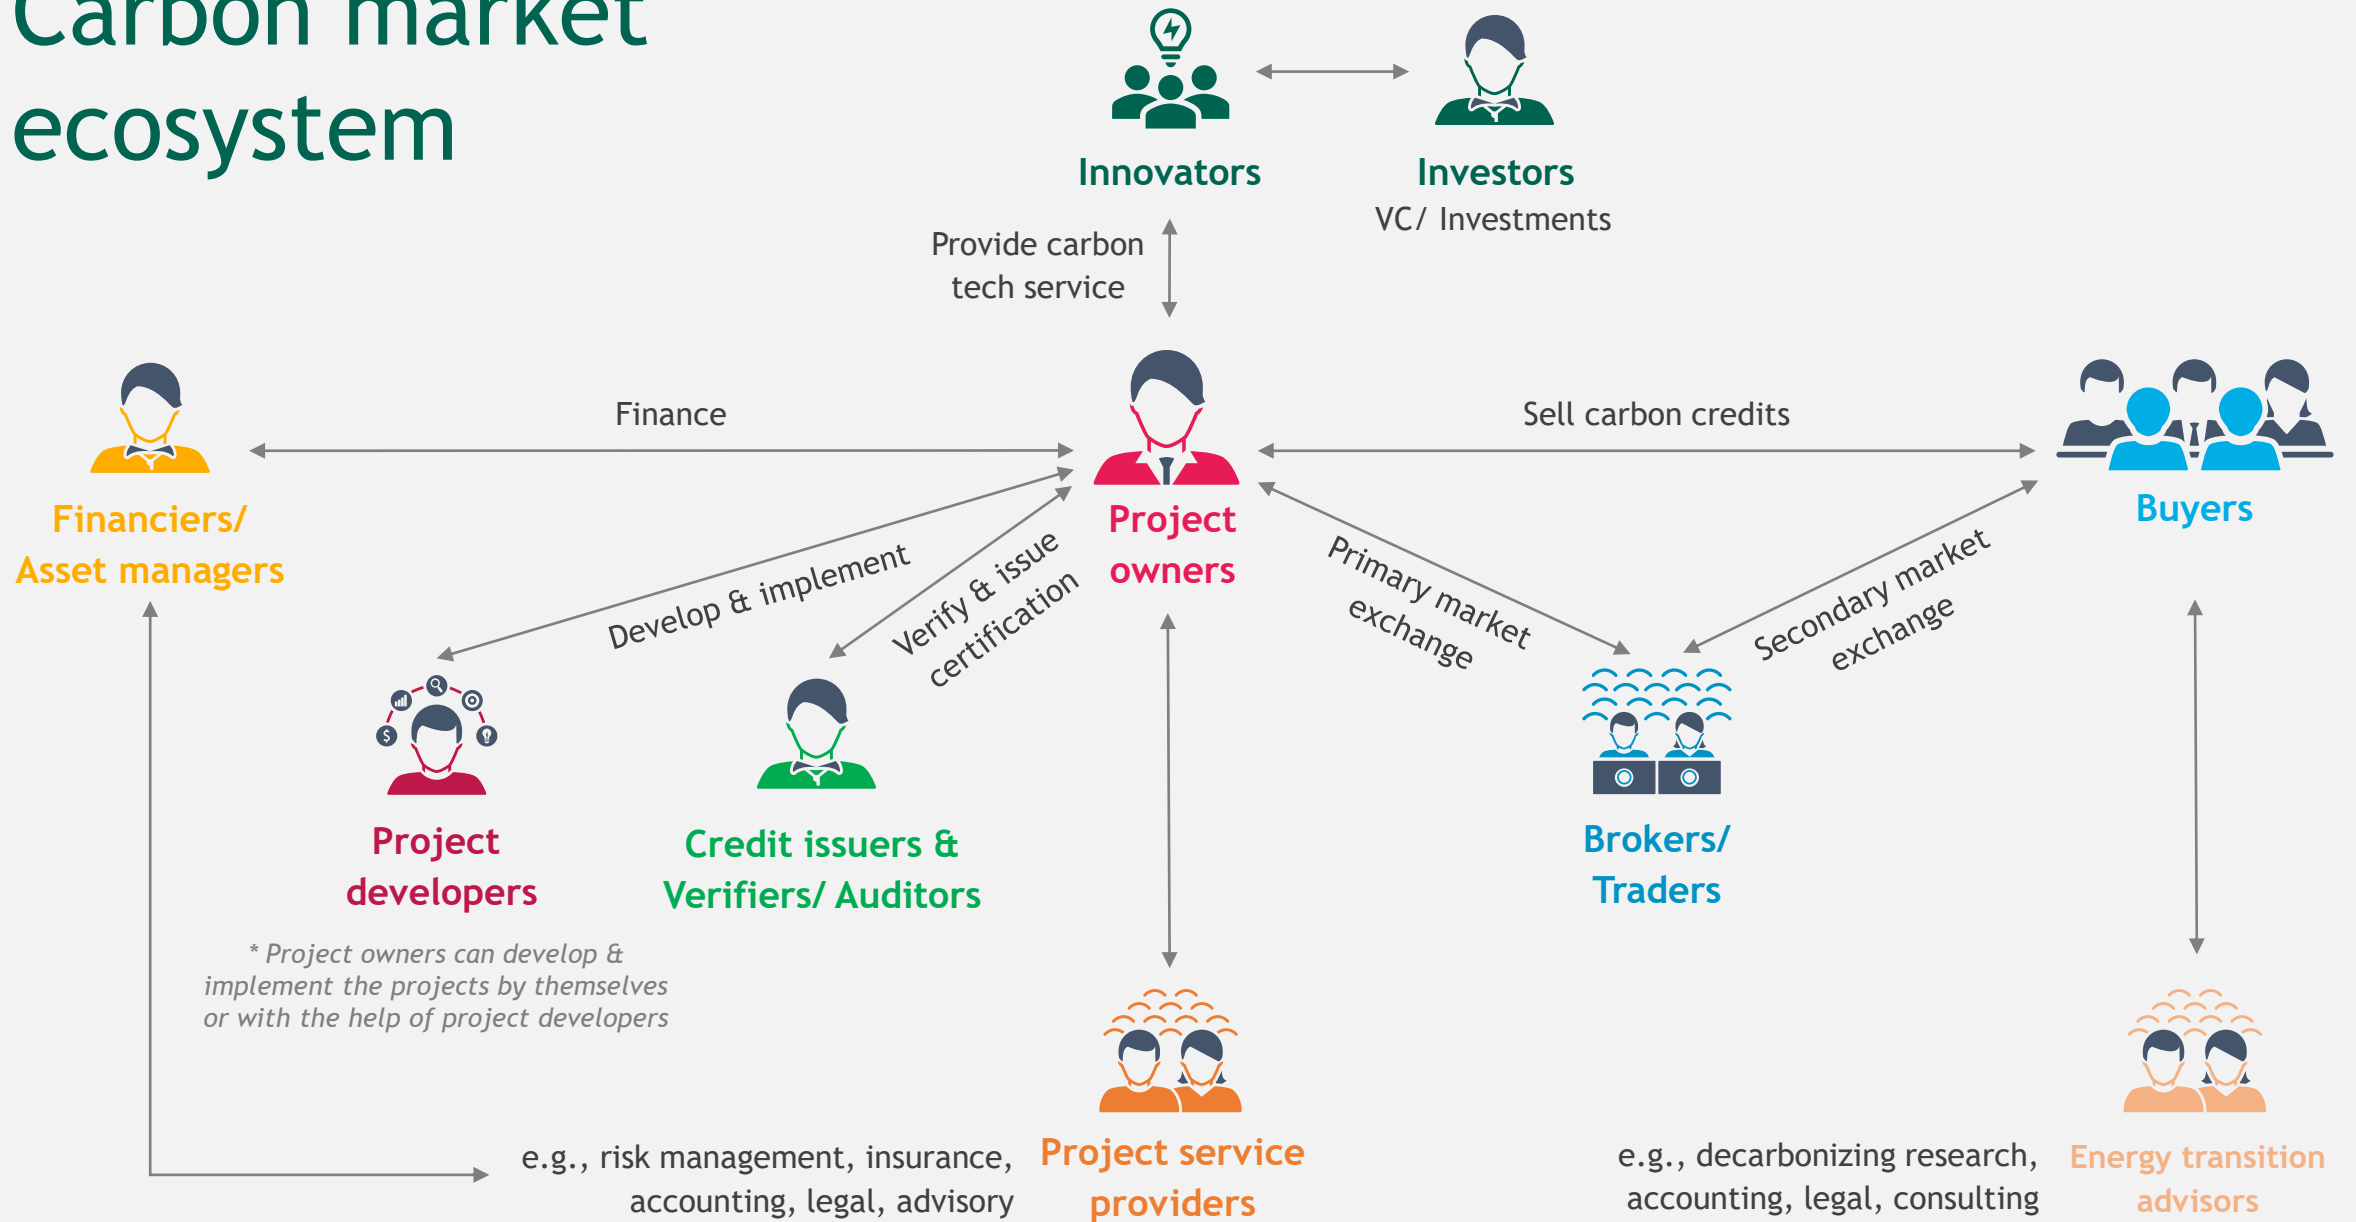 Carbon market
ecosystem
Innovators
Investors
VC/ Investments
Provide carbon
tech service
Finance
Sell carbon credits
Financiers/
Asset managers
Project
owners
Buyers
Develop & implement
Verify & issue
certification
Primary market
exchange
Secondary market
exchange
Project
developers
* Project owners can develop &
implement the projects by themselves
or with the help of project developers
Credit issuers &
Verifiers/ Auditors
Brokers/
Traders
e.g., risk management, insurance,
accounting, legal, advisory
Project service
providers
e.g., decarbonizing research,
accounting, legal, consulting
Energy transition
advisors